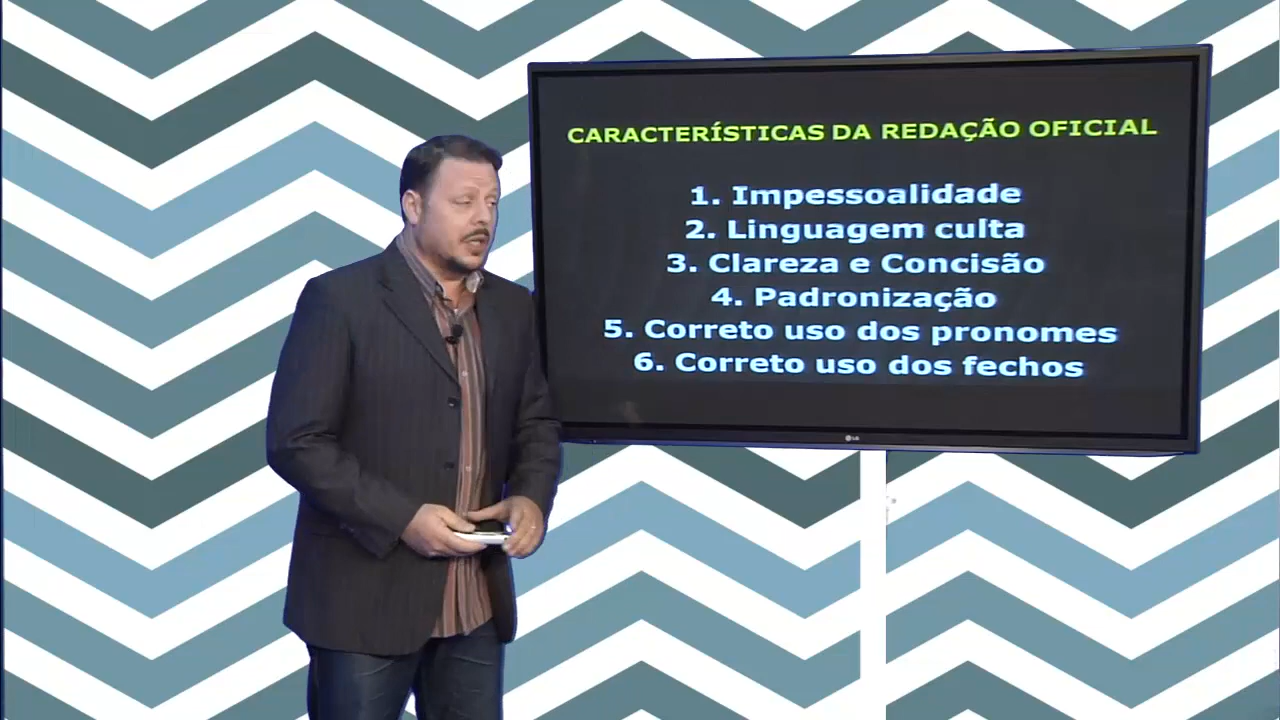 CARACTERÍSTICAS DA REDAÇÃO OFICIAL
1. Impessoalidade
2. Linguagem culta
3. Clareza e Concisão
4. Padronização
5. Correto uso dos pronomes
6. Correto uso dos fechos
LG